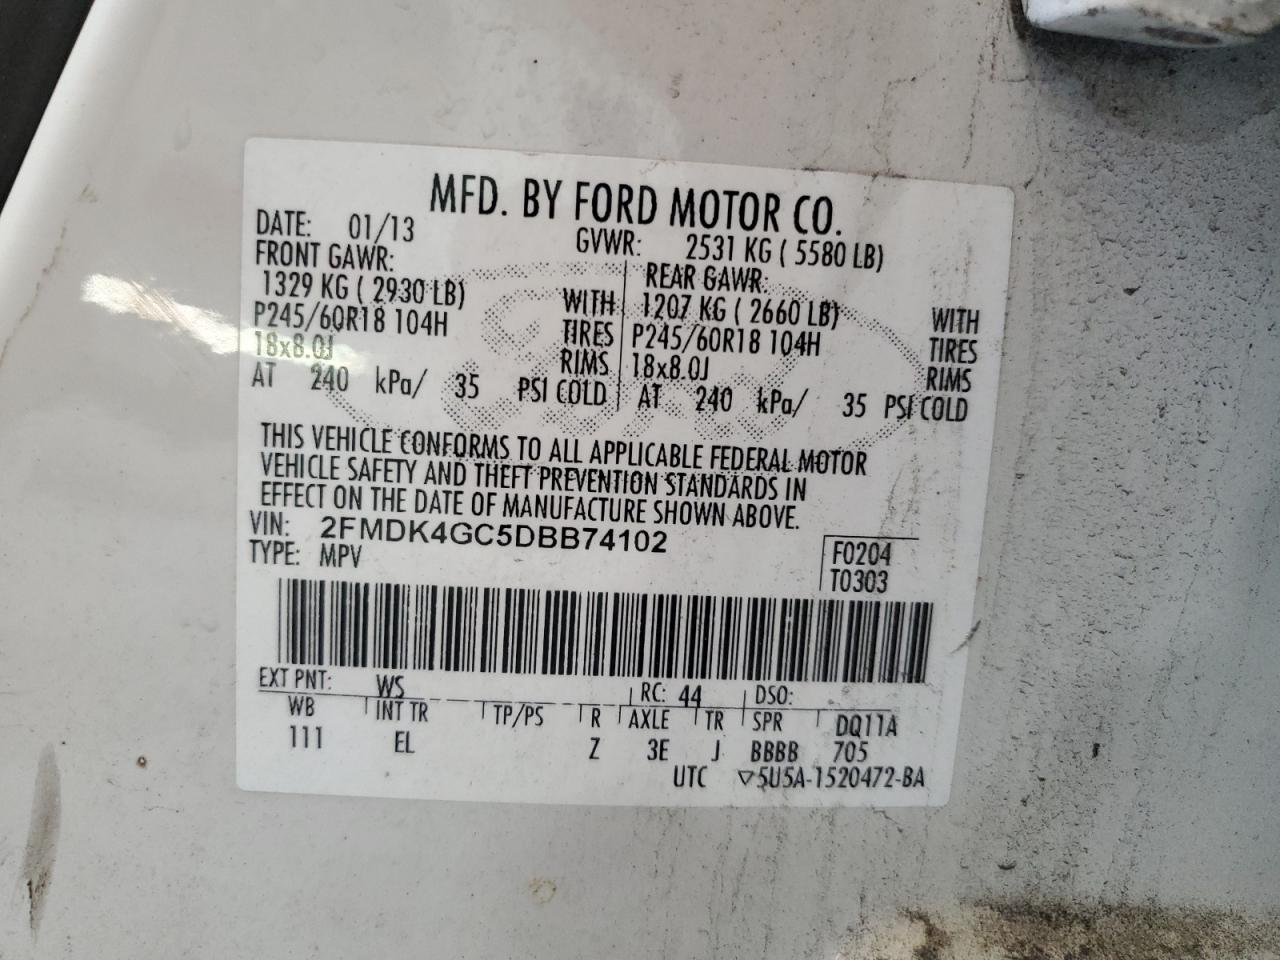 MFD. BY FORD MOTOR CO.
DATE: 01/13 GVWR: 2531 KG ( 5580 LB)
FRONT GAWR: REAR GAWR:
1329 KG ( 2930 LB) WITH 1207 KG ( 2660 LB) WITH
P245/60R18 104H TIRES P245/60R18 104H TIRES
18x8.0J RIMS 18x8.0J RIMS
AT 240 kPa/ 35 PSI COLD AT 240 kPa/ 35 PSI COLD
THIS VEHICLE CONFORMS TO ALL APPLICABLE FEDERAL MOTOR
VEHICLE SAFETY AND THEFT PREVENTION STANDARDS IN
EFFECT ON THE DATE OF MANUFACTURE SHOWN ABOVE.
VIN: 2FMDK4GC5DBB74102
TYPE: MPV
F0204
T0303
EXT PNT: WS RC: 44 DSO:
WB INT TR TP/PS R AXLE TR SPR DQ11A
111 EL Z 3E J BBBB 705
UTC ▽5U5A-1520472-BA